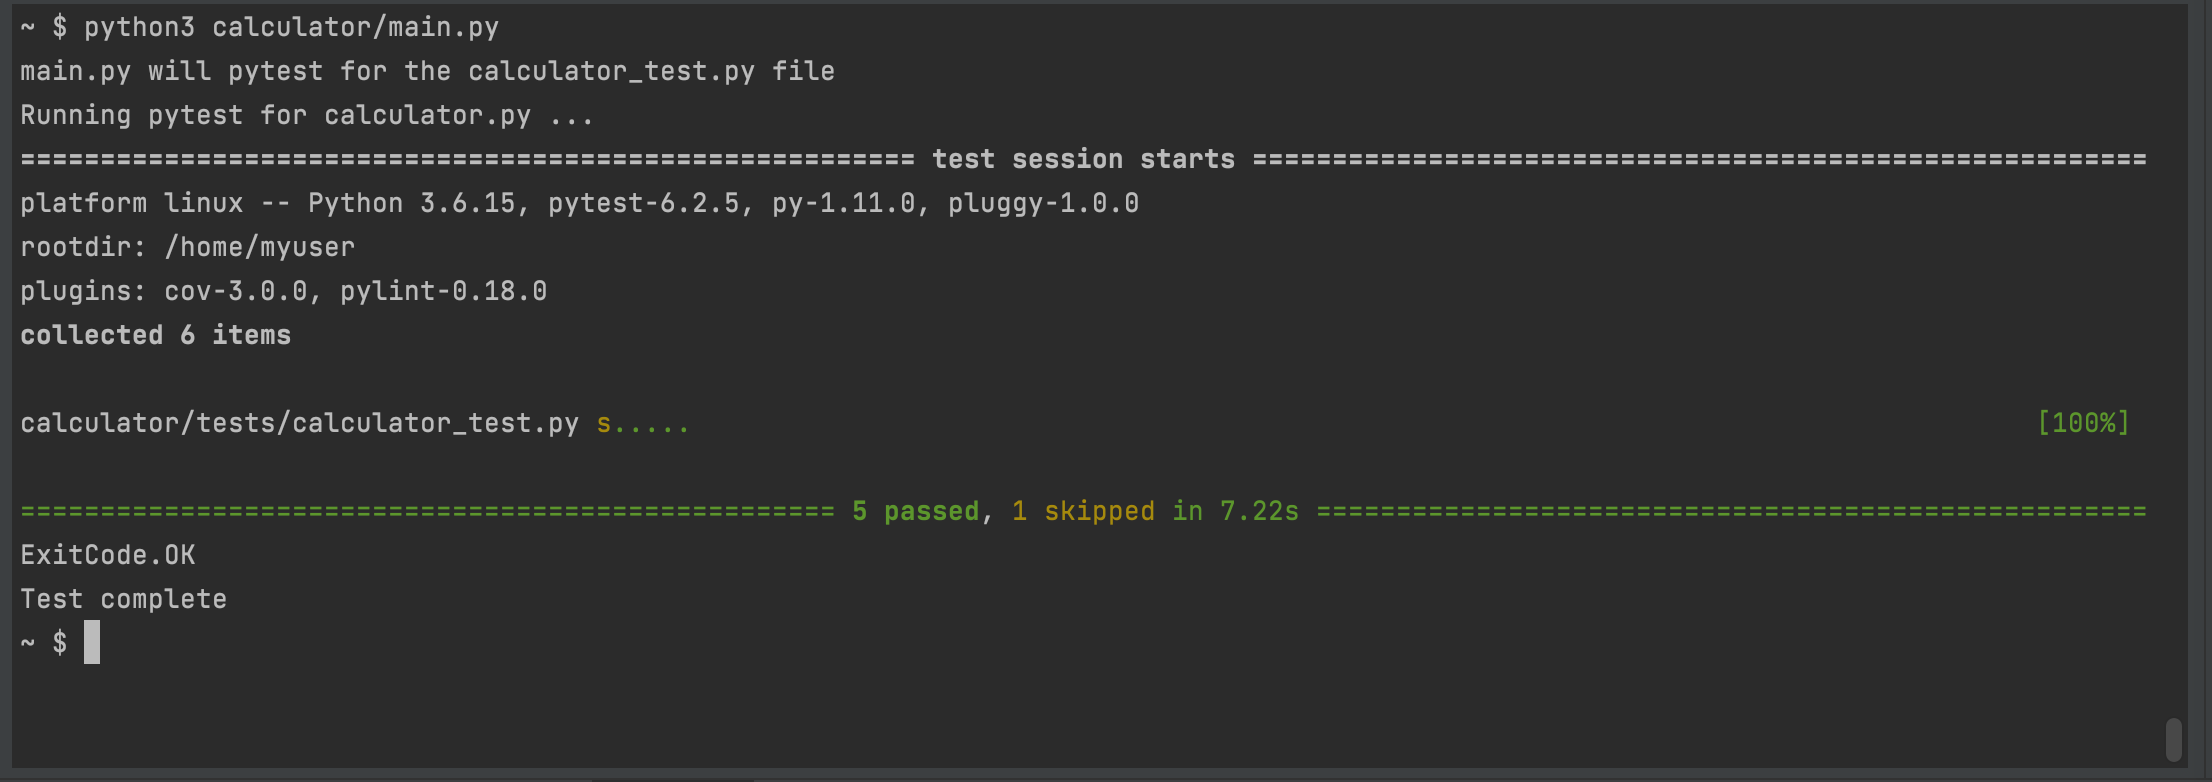 ~ $ python3 calculator/main.py
main.py will pytest for the calculator_test.py file
Running pytest for calculator.py ...
======================================================== test session starts ========================================================
platform linux -- Python 3.6.15, pytest-6.2.5, py-1.11.0, pluggy-1.0.0
rootdir: /home/myuser
plugins: cov-3.0.0, pylint-0.18.0
collected 6 items
calculator/tests/calculator_test.py s..... [100%]
=================================================== 5 passed, 1 skipped in 7.22s ====================================================
ExitCode.OK
Test complete
~ $